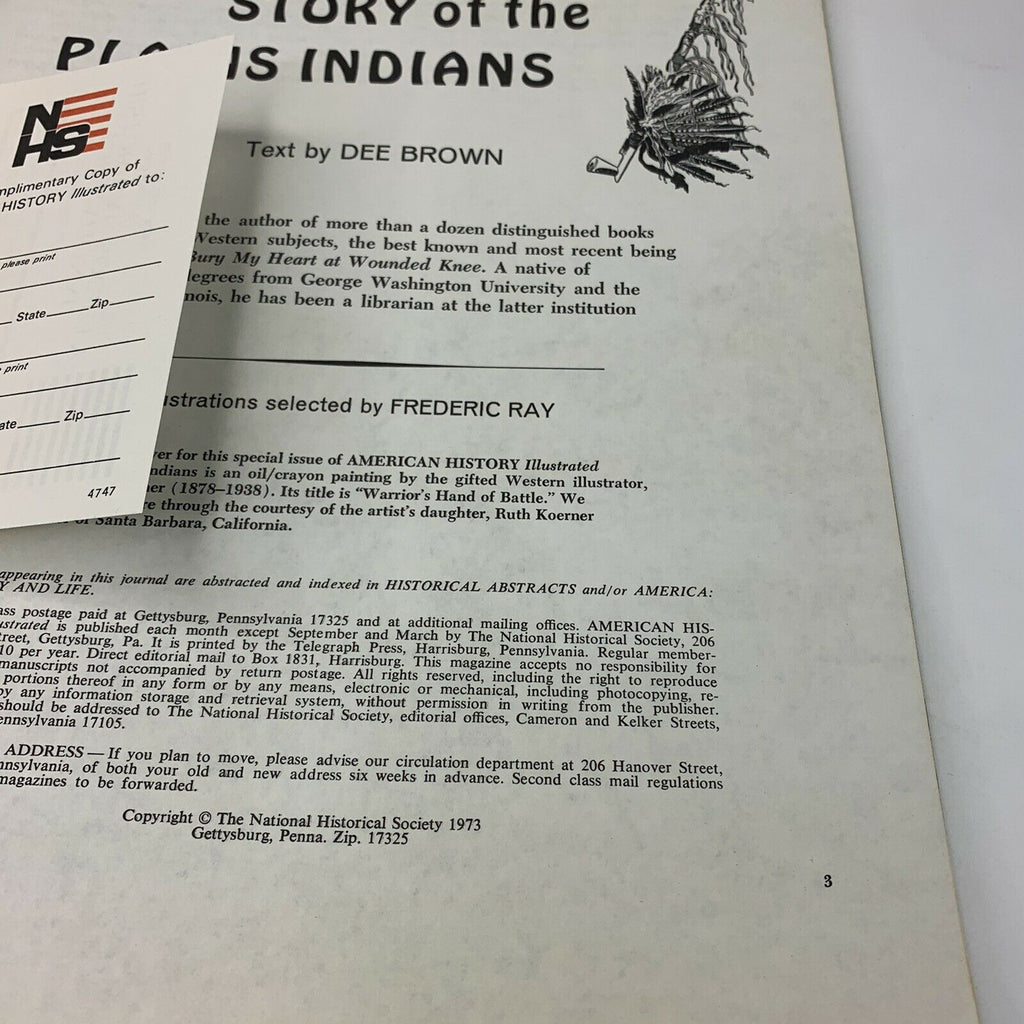 STORY of the
PLAINS INDIANS
NHS
Text by DEE BROWN
mplimentary Copy of
HISTORY Illustrated to:
please print
State Zip
print
ate Zip
4747
the author of more than a dozen distinguished books
Western subjects, the best known and most recent being
Bury My Heart at Wounded Knee. A native of
degrees from George Washington University and the
nois, he has been a librarian at the latter institution
ustrations selected by FREDERIC RAY
ver for this special issue of AMERICAN HISTORY Illustrated
ndians is an oil/crayon painting by the gifted Western illustrator,
ner (1878–1938). Its title is “Warrior’s Hand of Battle.” We
re through the courtesy of the artist’s daughter, Ruth Koerner
of Santa Barbara, California.
appearing in this journal are abstracted and indexed in HISTORICAL ABSTRACTS and/or AMERICA:
Y AND LIFE.
ass postage paid at Gettysburg, Pennsylvania 17325 and at additional mailing offices. AMERICAN HIS-
ustrated is published each month except September and March by The National Historical Society, 206
treet, Gettysburg, Pa. It is printed by the Telegraph Press, Harrisburg, Pennsylvania. Regular member-
10 per year. Direct editorial mail to Box 1831, Harrisburg. This magazine accepts no responsibility for
manuscripts not accompanied by return postage. All rights reserved, including the right to reproduce
portions thereof in any form or by any means, electronic or mechanical, including photocopying, re-
by any information storage and retrieval system, without permission in writing from the publisher.
should be addressed to The National Historical Society, editorial offices, Cameron and Kelker Streets,
ennsylvania 17105.
ADDRESS — If you plan to move, please advise our circulation department at 206 Hanover Street,
nnsylvania, of both your old and new address six weeks in advance. Second class mail regulations
magazines to be forwarded.
Copyright © The National Historical Society 1973
Gettysburg, Penna. Zip. 17325
3